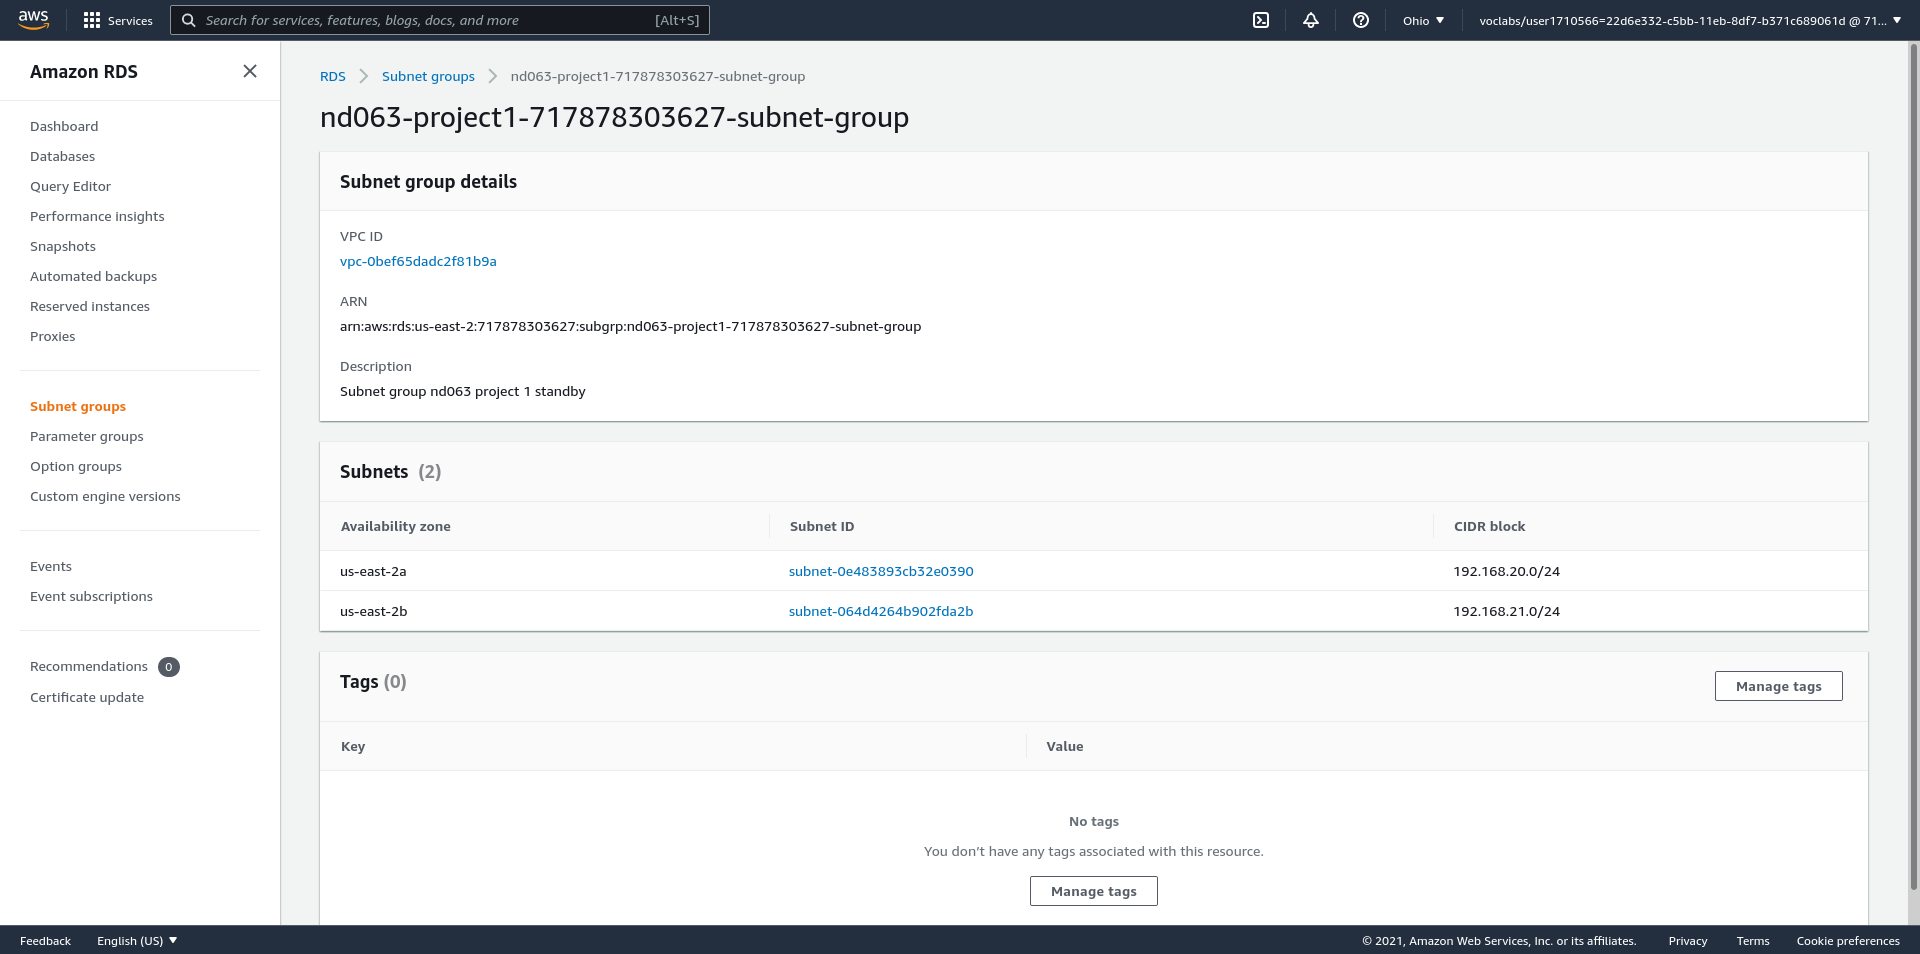 aws
Services
Search for services, features, blogs, docs, and more [Alt+S]
Ohio
voclabs/user1710566=22d6e332-c5bb-11eb-8df7-b371c689061d @ 71...
Amazon RDS
Dashboard
Databases
Query Editor
Performance insights
Snapshots
Automated backups
Reserved instances
Proxies
Subnet groups
Parameter groups
Option groups
Custom engine versions
Events
Event subscriptions
Recommendations 0
Certificate update
RDS Subnet groups nd063-project1-717878303627-subnet-group
nd063-project1-717878303627-subnet-group
Subnet group details
VPC ID
vpc-0bef65dadc2f81b9a
ARN
arn:aws:rds:us-east-2:717878303627:subgrp:nd063-project1-717878303627-subnet-group
Description
Subnet group nd063 project 1 standby
Subnets (2)
Availability zone Subnet ID CIDR block
us-east-2a subnet-0e483893cb32e0390 192.168.20.0/24
us-east-2b subnet-064d4264b902fda2b 192.168.21.0/24
Tags (0)
Manage tags
Key Value
No tags
You don’t have any tags associated with this resource.
Manage tags
Feedback English (US)
© 2021, Amazon Web Services, Inc. or its affiliates. Privacy Terms Cookie preferences